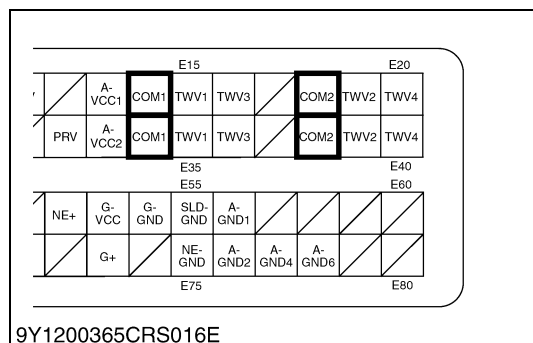 E15 E20
A-VCC1 COM1 TWV1 TWV3 COM2 TWV2 TWV4
PRV A-VCC2 COM1 TWV1 TWV3 COM2 TWV2 TWV4
E35 E40
E55 E60
NE+ G-VCC G-GND SLD-GND A-GND1
G+ NE-GND A-GND2 A-GND4 A-GND6
E75 E80
9Y1200365CRS016E